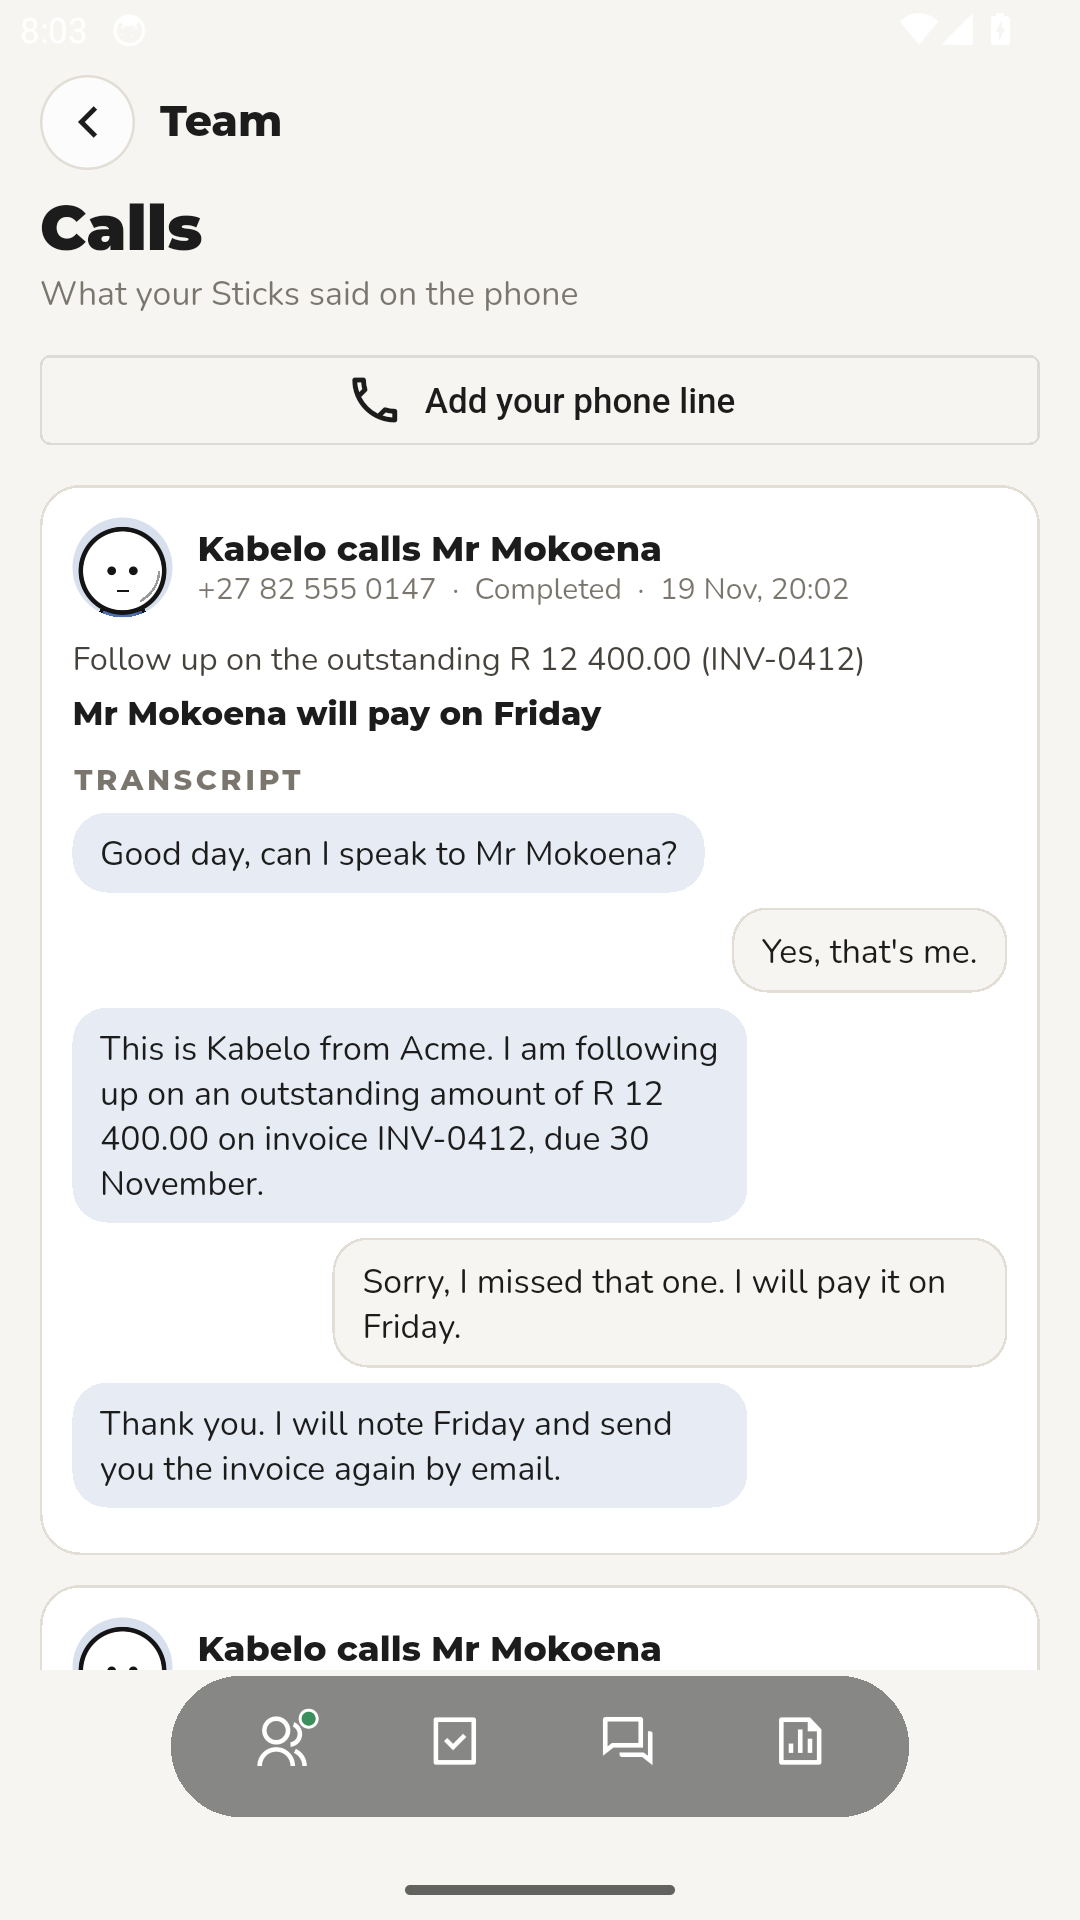 8:03
Team
Calls
What your Sticks said on the phone
Add your phone line
Kabelo calls Mr Mokoena
+27 82 555 0147 · Completed · 19 Nov, 20:02
Follow up on the outstanding R 12 400.00 (INV-0412)
Mr Mokoena will pay on Friday
TRANSCRIPT
Good day, can I speak to Mr Mokoena?
Yes, that's me.
This is Kabelo from Acme. I am following
up on an outstanding amount of R 12
400.00 on invoice INV-0412, due 30
November.
Sorry, I missed that one. I will pay it on
Friday.
Thank you. I will note Friday and send
you the invoice again by email.
Kabelo calls Mr Mokoena